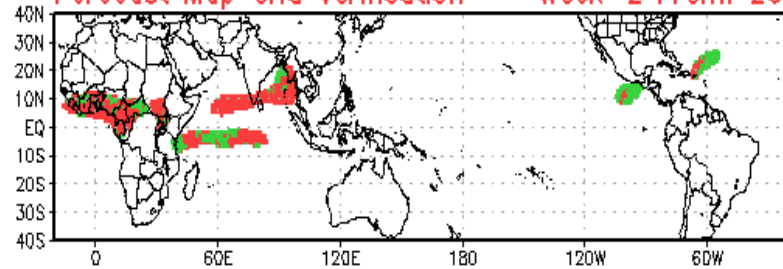 Forecast Map and Verification Week 2 Prcnt 
40N
30N
20N
10N
EQ
10S
20S
30S
40S
0 60E 120E 180 120W 60W